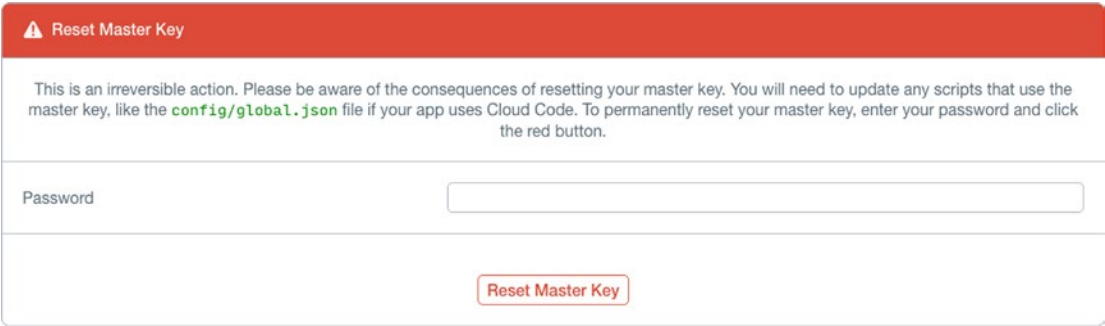 Reset Master Key
This is an irreversible action. Please be aware of the consequences of resetting your master key. You will need to update any scripts that use the
master key, like the config/global.json file if your app uses Cloud Code. To permanently reset your master key, enter your password and click
the red button.
Password
Reset Master Key